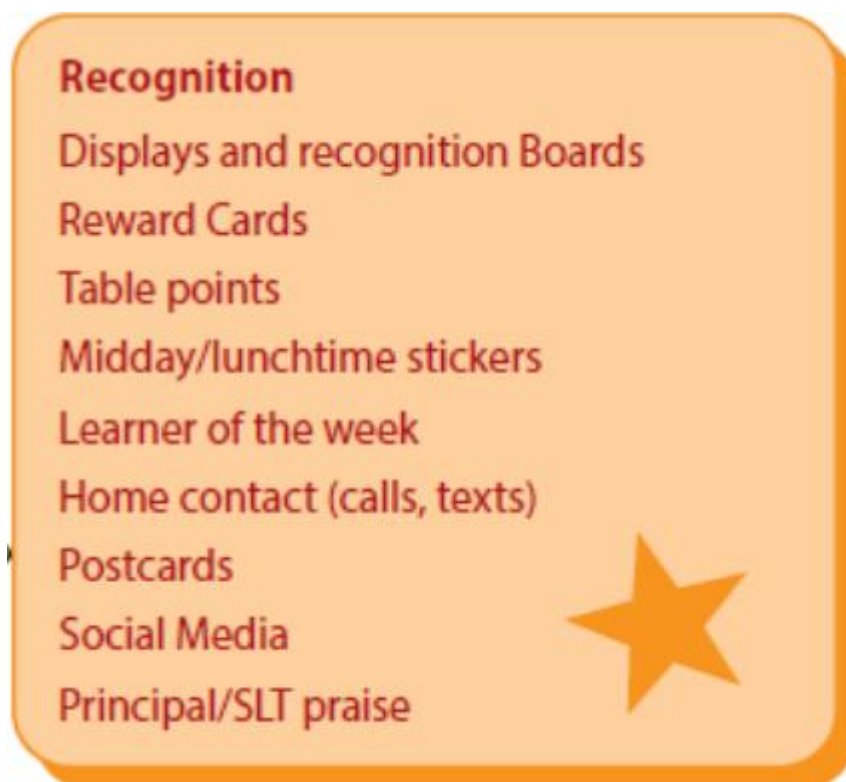 Recognition
Displays and recognition Boards
Reward Cards
Table points
Midday/lunchtime stickers
Learner of the week
Home contact (calls, texts)
Postcards
Social Media
Principal/SLT praise